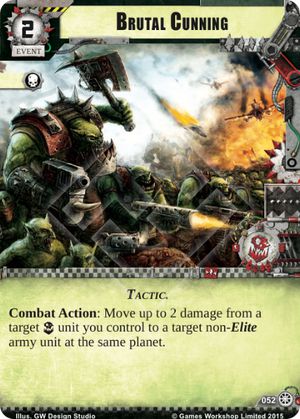 BRUTAL CUNNING
2
EVENT
TACTIC.
Combat Action: Move up to 2 damage from a
target unit you control to a target non-Elite
army unit at the same planet.
052
Illus. GW Design Studio
© Games Workshop Limited 2015